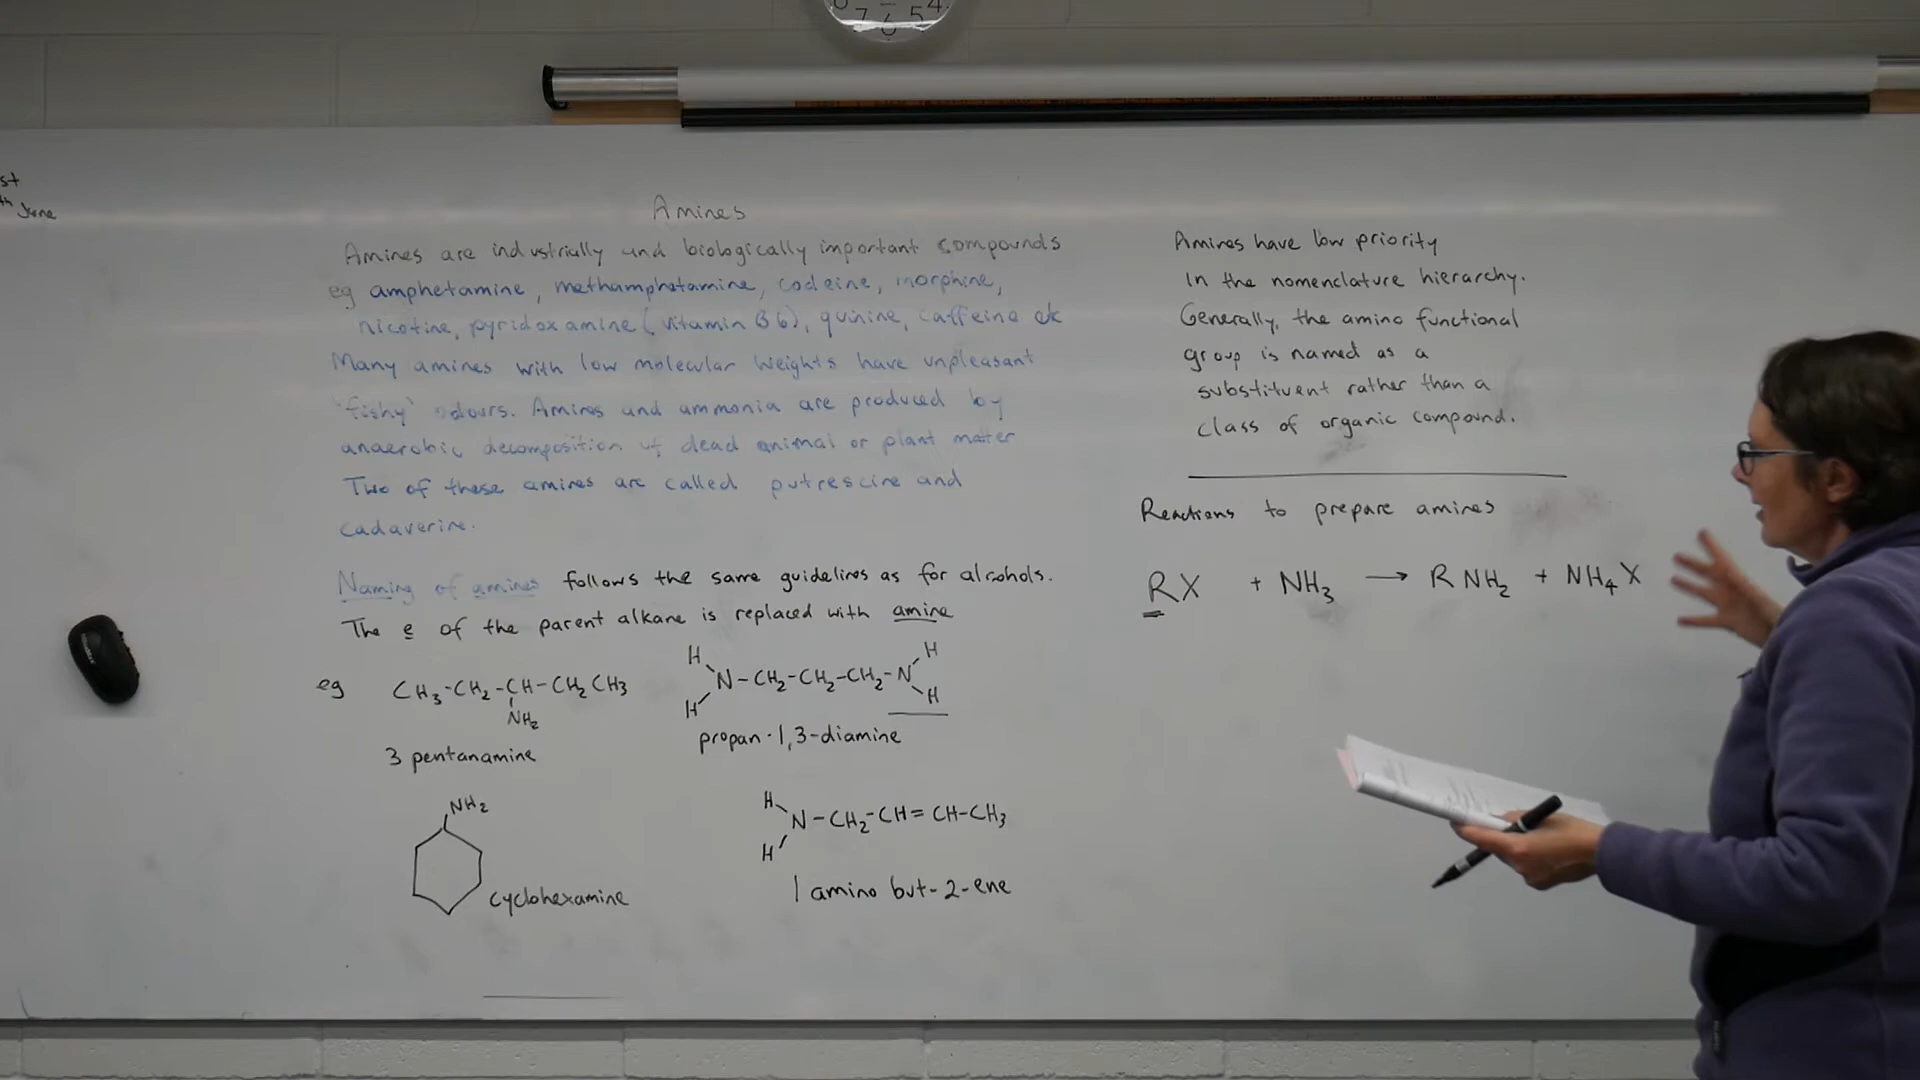 7 6 5 4
st
th June
Amines
Amines are industrially and biologically important compounds
eg amphetamine, methamphetamine, codeine, morphine,
nicotine, pyridoxamine (vitamin B6), quinine, caffeine etc
Many amines with low molecular weights have unpleasant
'fishy' odours. Amines and ammonia are produced by
anaerobic decomposition of dead animal or plant matter
Two of these amines are called putrescine and
cadaverine.
Naming of amines follows the same guidelines as for alcohols.
The e of the parent alkane is replaced with amine
eg CH₃-CH₂-CH-CH₂CH₃
NH₂
3 pentanamine
H H
N-CH₂-CH₂-CH₂-N
H H
propan-1,3-diamine
NH₂
cyclohexamine
H
N-CH₂-CH=CH-CH₃
H
1 amino but-2-ene
Amines have low priority
in the nomenclature hierarchy.
Generally, the amino functional
group is named as a
substituent rather than a
class of organic compound.
Reactions to prepare amines
RX + NH₃ → RNH₂ + NH₄X